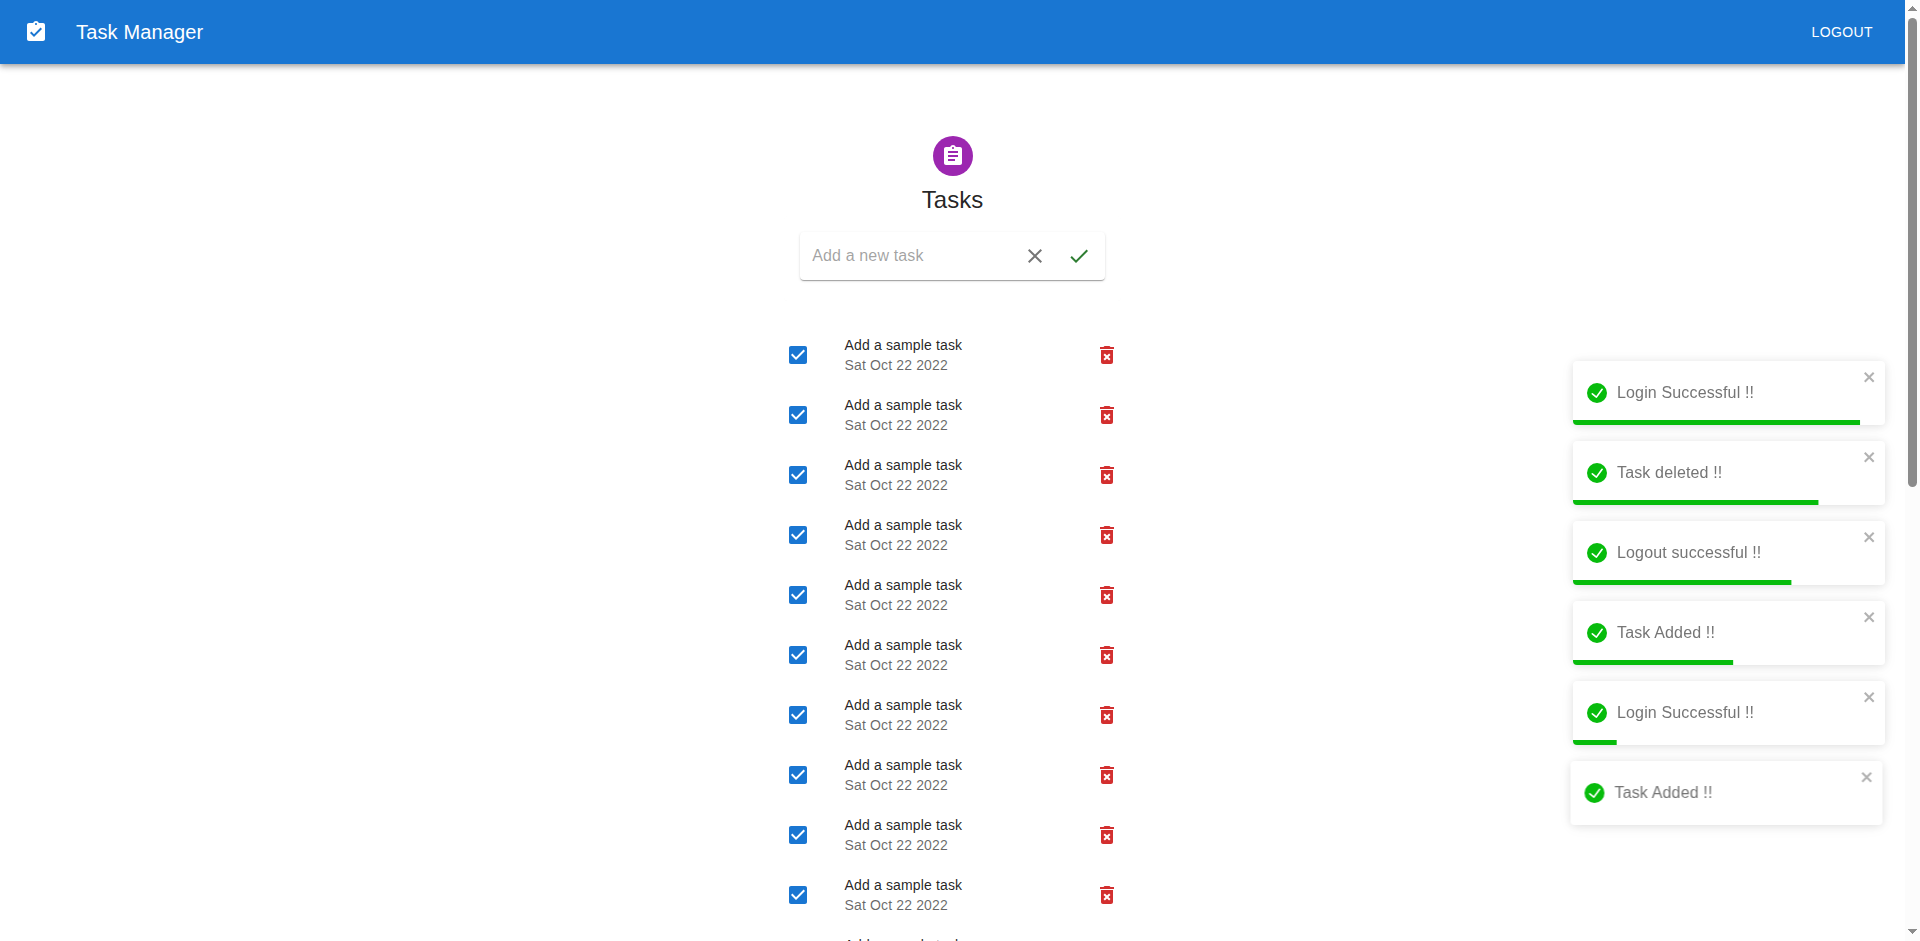 Task Manager
LOGOUT
Tasks
Add a new task
Add a sample task
Sat Oct 22 2022
Add a sample task
Sat Oct 22 2022
Add a sample task
Sat Oct 22 2022
Add a sample task
Sat Oct 22 2022
Add a sample task
Sat Oct 22 2022
Add a sample task
Sat Oct 22 2022
Add a sample task
Sat Oct 22 2022
Add a sample task
Sat Oct 22 2022
Add a sample task
Sat Oct 22 2022
Add a sample task
Sat Oct 22 2022
Login Successful !!
Task deleted !!
Logout successful !!
Task Added !!
Login Successful !!
Task Added !!